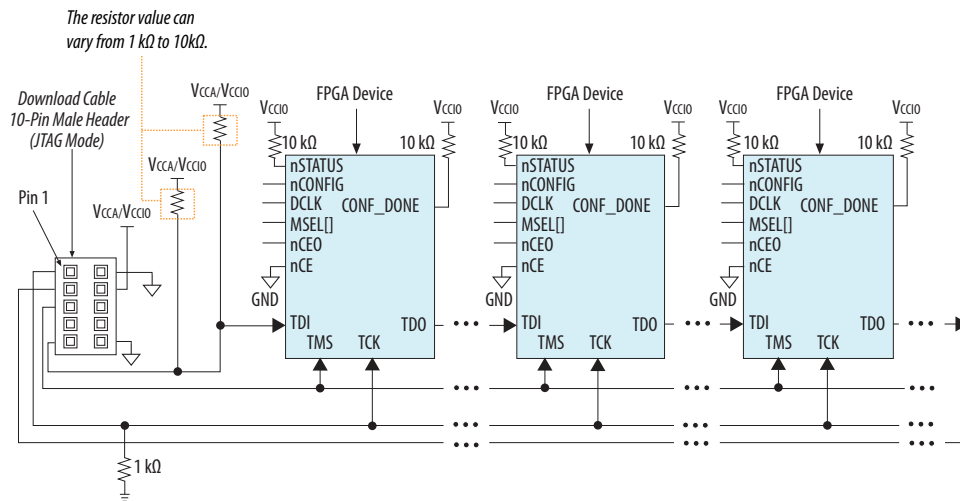 The resistor value can
vary from 1 kΩ to 10kΩ.
Download Cable
10-Pin Male Header
(JTAG Mode)
Pin 1
VCCA/VCCIO
VCCA/VCCIO
VCCA/VCCIO
VCCIO
FPGA Device
VCCIO
10 kΩ
10 kΩ
nSTATUS
nCONFIG
DCLK
CONF_DONE
MSEL[]
nCEO
nCE
GND
TDI
TDO
TMS
TCK
VCCIO
FPGA Device
VCCIO
10 kΩ
10 kΩ
nSTATUS
nCONFIG
DCLK
CONF_DONE
MSEL[]
nCEO
nCE
GND
TDI
TDO
TMS
TCK
VCCIO
FPGA Device
VCCIO
10 kΩ
10 kΩ
nSTATUS
nCONFIG
DCLK
CONF_DONE
MSEL[]
nCEO
nCE
GND
TDI
TDO
TMS
TCK
1 kΩ